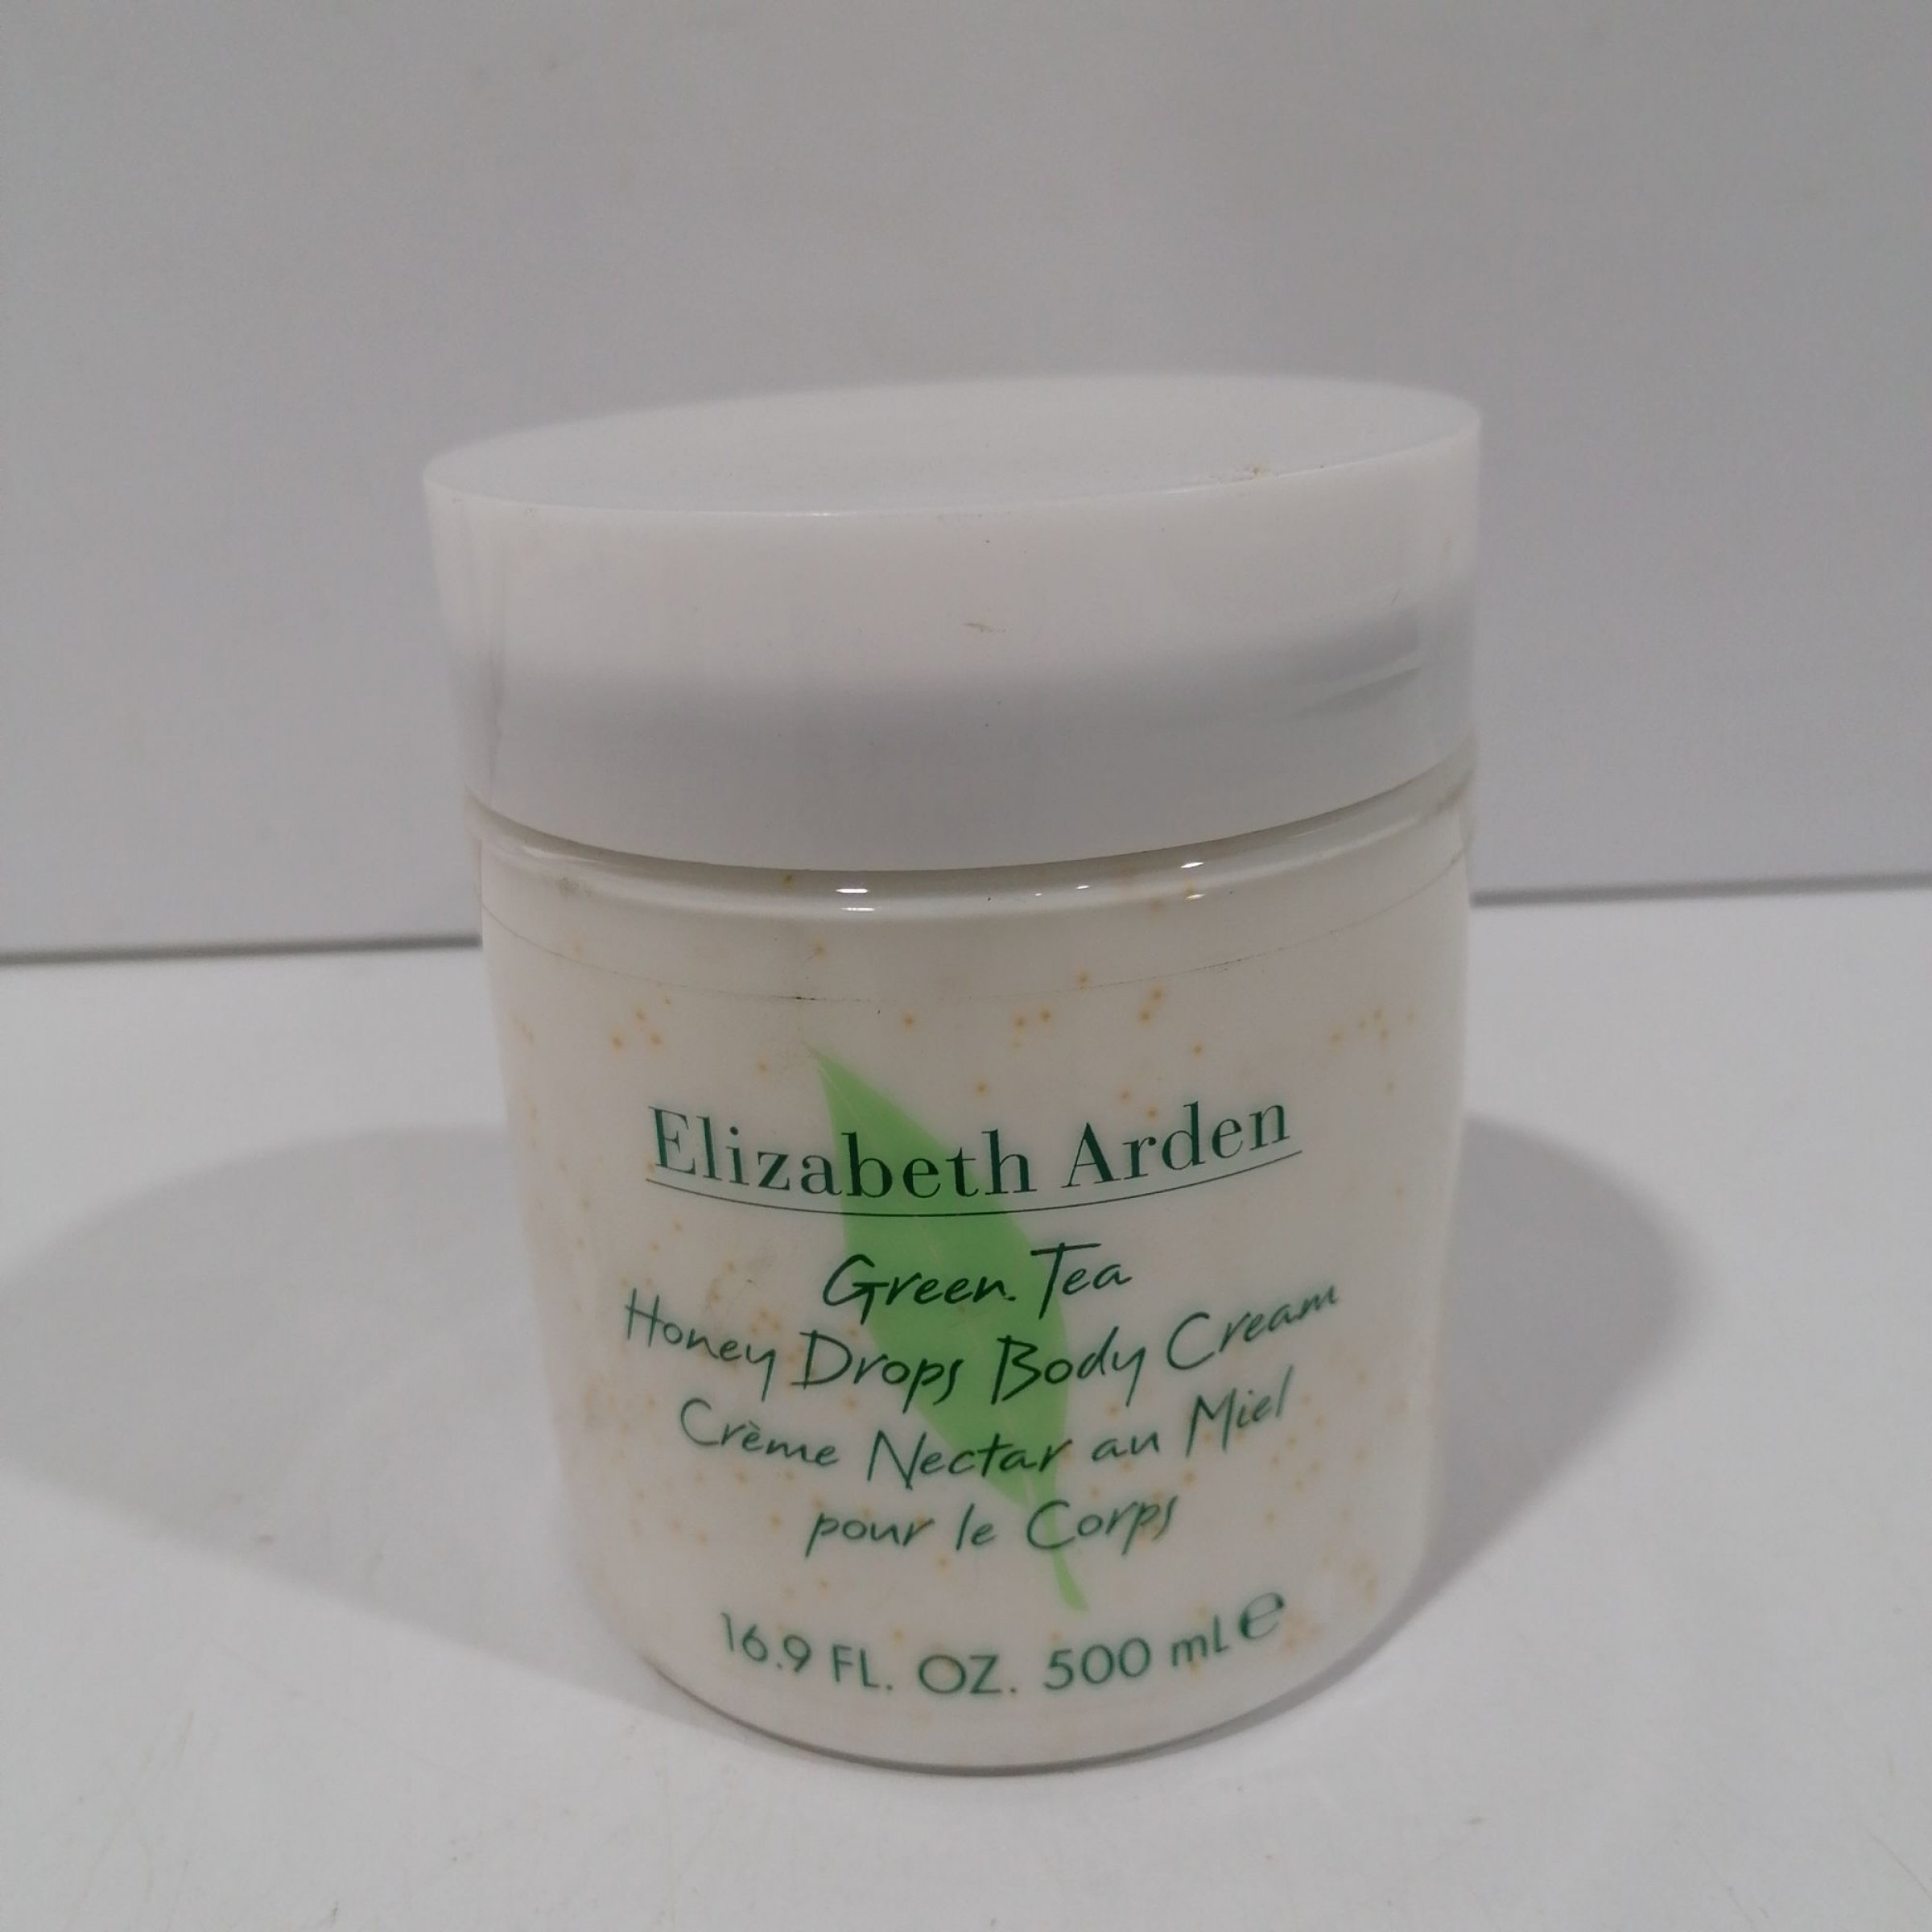 Elizabeth Arden
Green Tea
Honey Drops Body Cream
Crème Nectar au Miel
pour le Corps
16.9 FL. OZ. 500 mL ℮